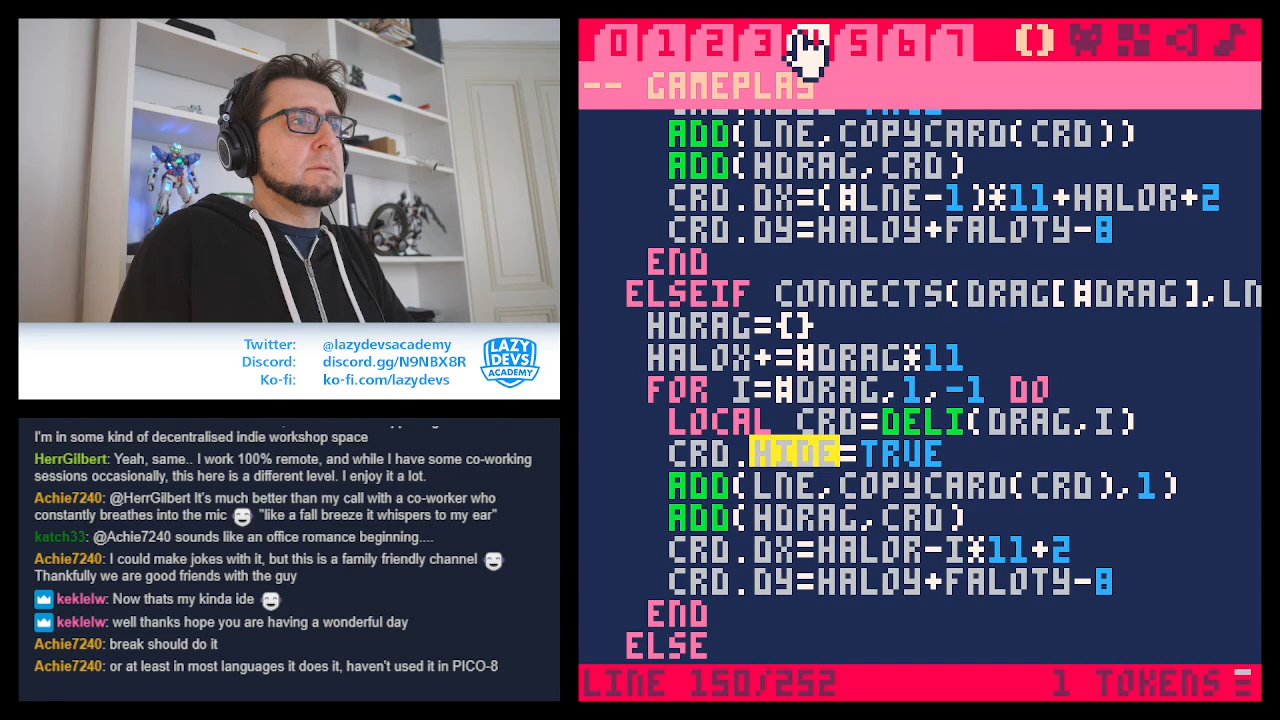 Twitter: @lazydevsacademy
Discord: discord.gg/N9NBX8R
Ko-fi: ko-fi.com/lazydevs
LAZY
DEVS
ACADEMY
I'm in some kind of decentralised indie workshop space
HerrGilbert: Yeah, same.. I work 100% remote, and while I have some co-working
sessions occasionally, this here is a different level. I enjoy it a lot.
Achie7240: @HerrGilbert It's much better than my call with a co-worker who
constantly breathes into the mic "like a fall breeze it whispers to my ear"
katch33: @Achie7240 sounds like an office romance beginning....
Achie7240: I could make jokes with it, but this is a family friendly channel
Thankfully we are good friends with the guy
keklelw: Now thats my kinda ide
keklelw: well thanks hope you are having a wonderful day
Achie7240: break should do it
Achie7240: or at least in most languages it does it, haven't used it in PICO-8
0 1 2 3 5 6 7 ()
-- GAMEPLAY
ADD(LNE,COPYCARD(CRD))
ADD(HDRAG,CRD)
CRD.DX=(#LNE-1)*11+HALOR+2
CRD.DY=HALOY+FALOTY-8
END
ELSEIF CONNECTS(DRAG[#DRAG],LN
HDRAG={}
HALOX+=#DRAG*11
FOR I=#DRAG,1,-1 DO
LOCAL CRD=DELI(DRAG,I)
CRD.HIDE=TRUE
ADD(LNE,COPYCARD(CRD),1)
ADD(HDRAG,CRD)
CRD.DX=HALOR-I*11+2
CRD.DY=HALOY+FALOTY-8
END
ELSE
LINE 150/252 1 TOKENS